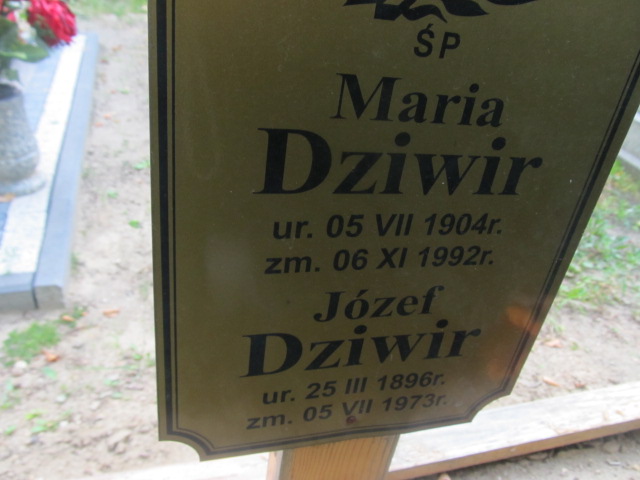 ŚP
Maria
Dziwir
ur. 05 VII 1904r.
zm. 06 XI 1992r.
Józef
Dziwir
ur. 25 III 1896r.
zm. 05 VII 1973r.